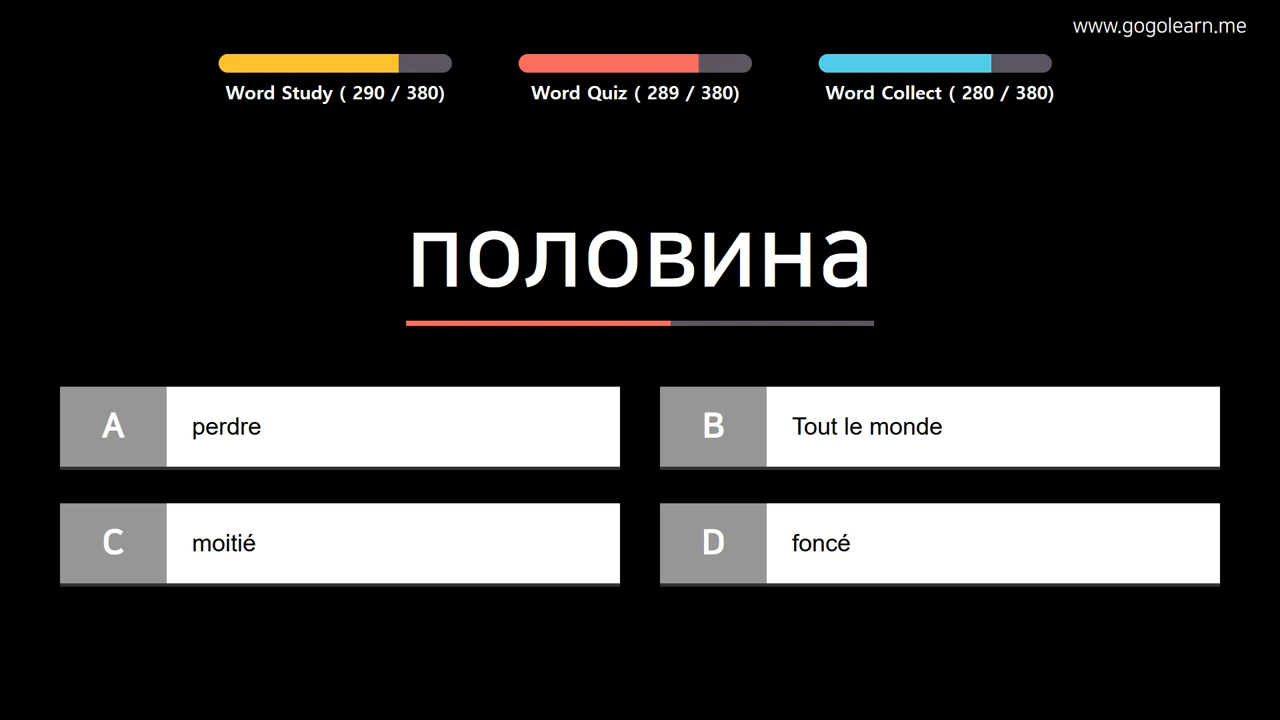 www.gogolearn.me
Word Study ( 290 / 380)
Word Quiz ( 289 / 380)
Word Collect ( 280 / 380)
половина
A perdre
B Tout le monde
C moitié
D foncé